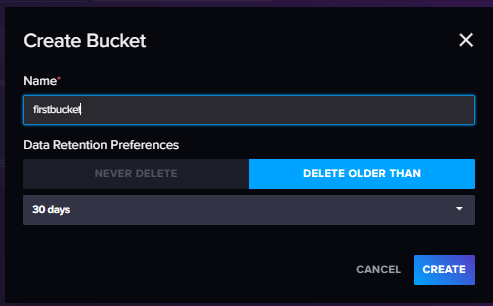 Create Bucket
Name*
firstbucket
Data Retention Preferences
NEVER DELETE
DELETE OLDER THAN
30 days
CANCEL
CREATE